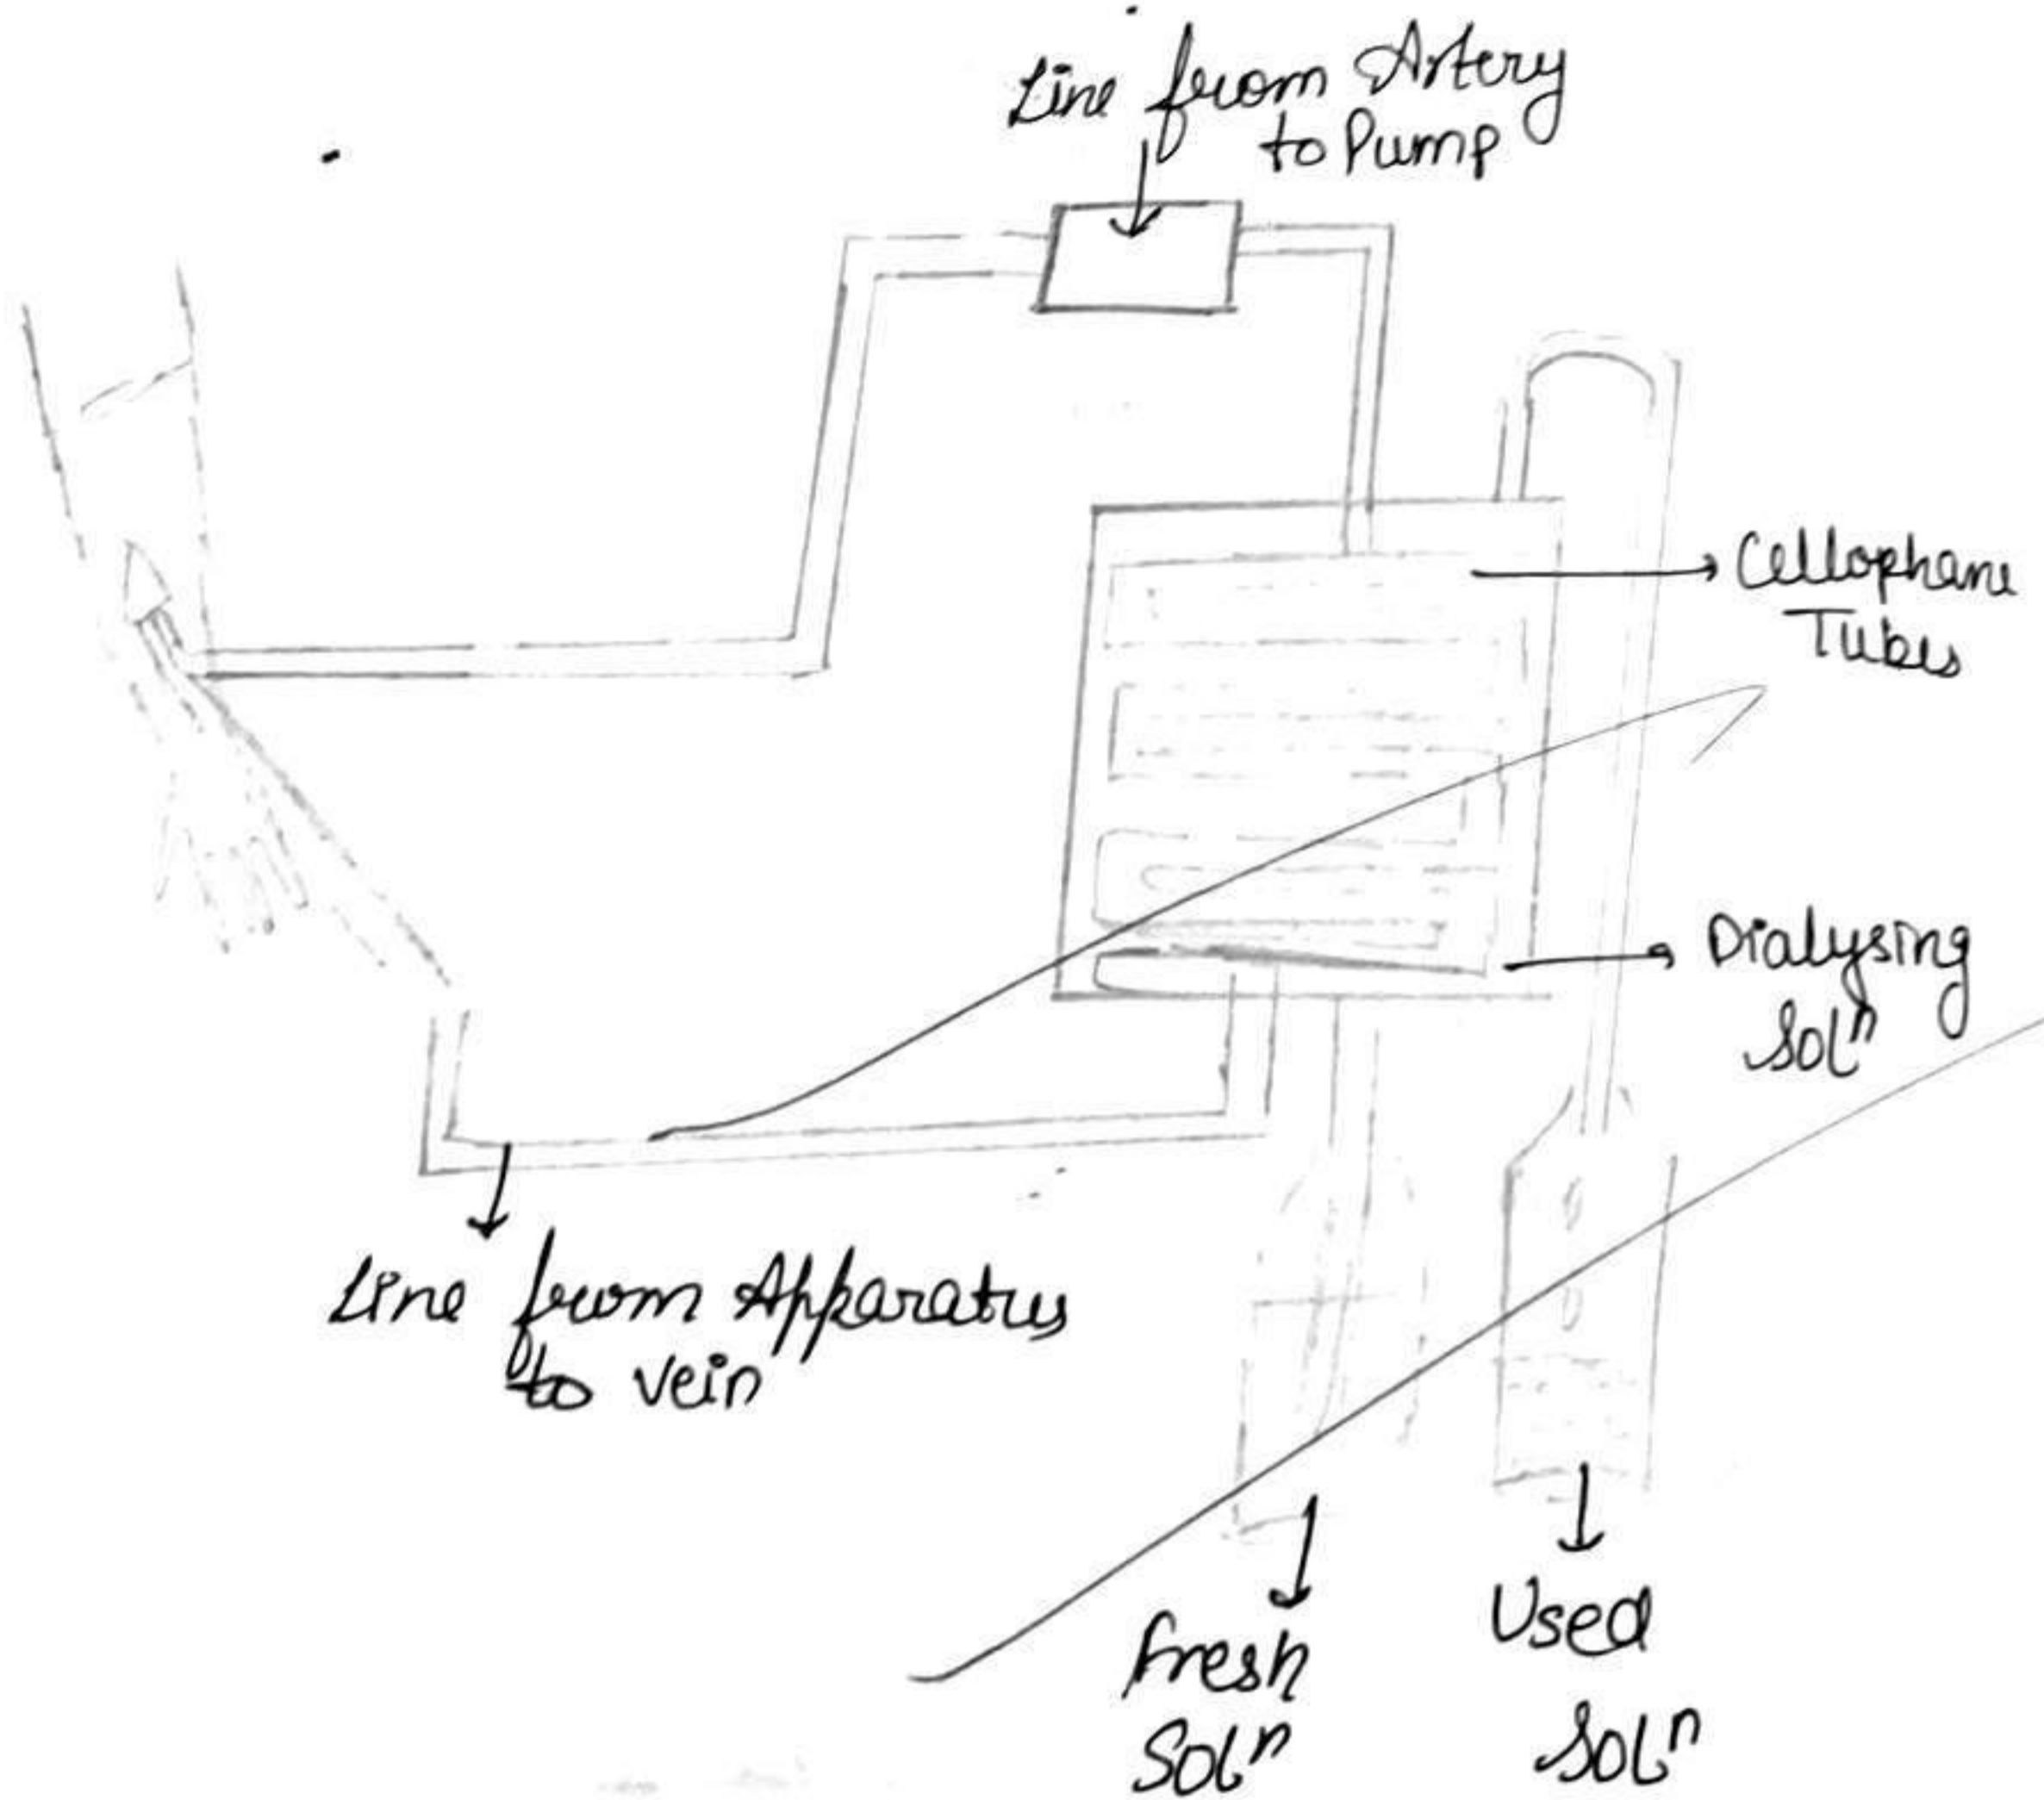 Line from Artery
to Pump
Cellophane
Tubes
Dialysing
Solⁿ
Line from Apparatus
to vein
Fresh
Solⁿ
Used
Solⁿ